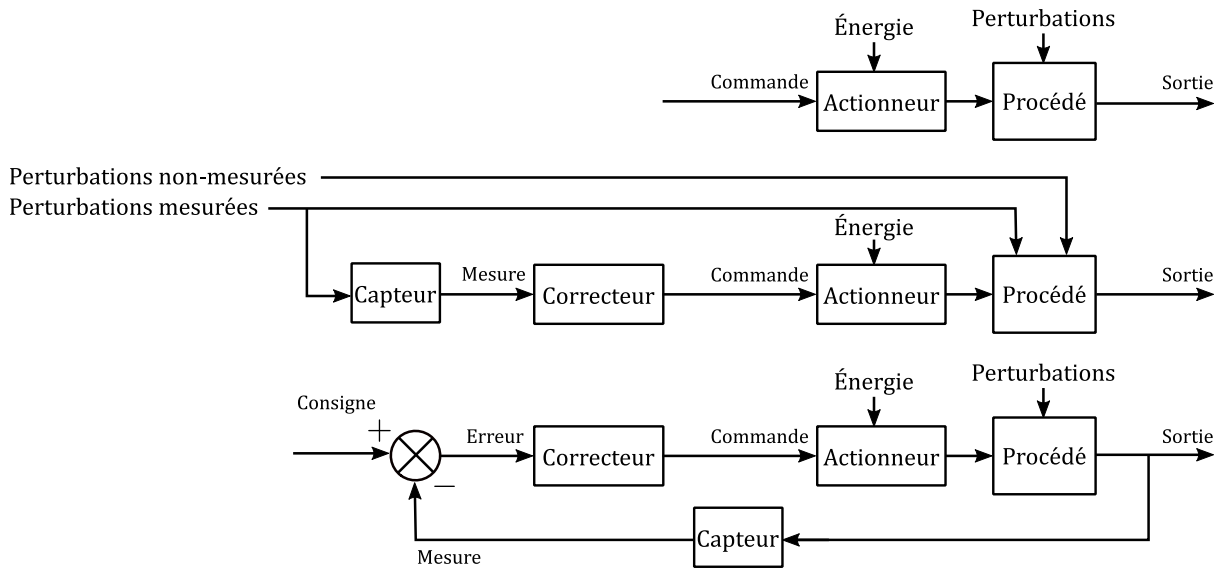 Énergie
Perturbations
Commande
Actionneur
Procédé
Sortie
Perturbations non-mesurées
Perturbations mesurées
Énergie
Capteur
Mesure
Correcteur
Commande
Actionneur
Procédé
Sortie
Consigne
+
−
Erreur
Correcteur
Commande
Énergie
Actionneur
Perturbations
Procédé
Sortie
Capteur
Mesure